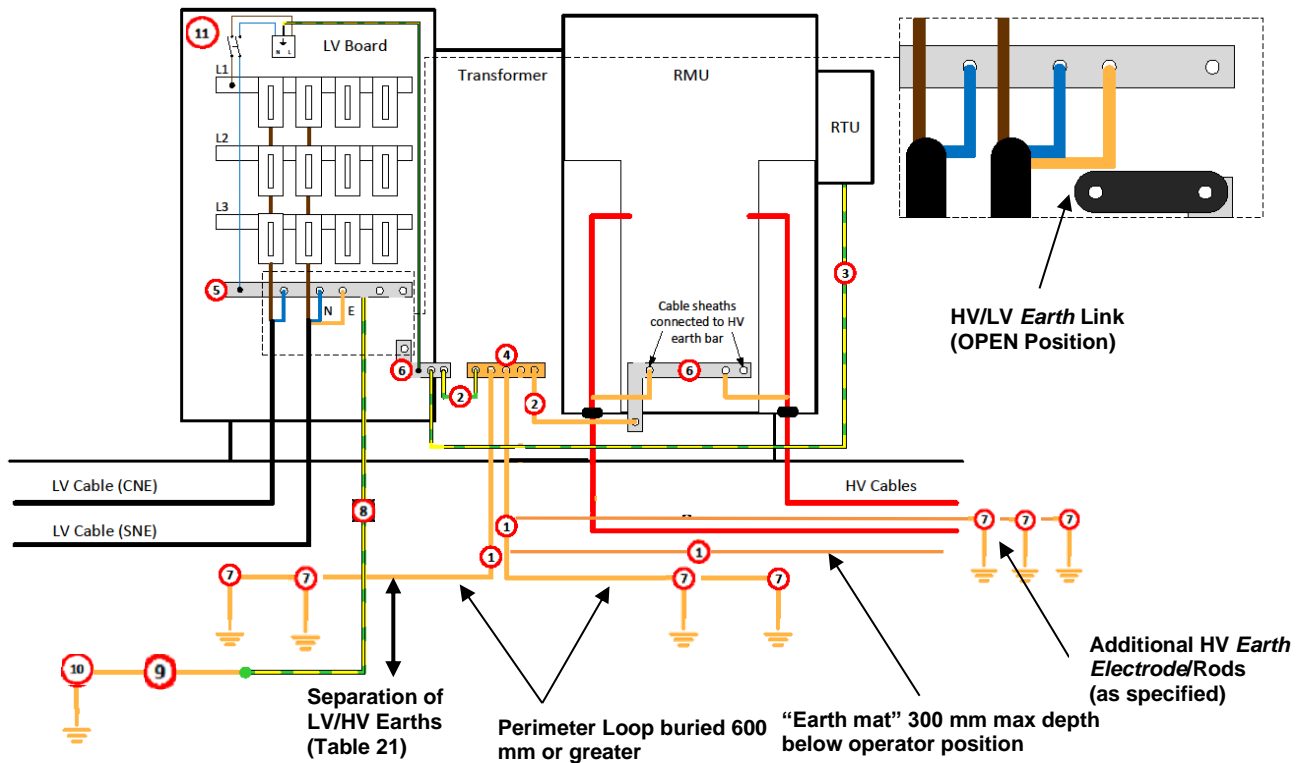 11
N L
LV Board
Transformer
RMU
RTU
L1
L2
L3
5
N E
6
4
2
2
Cable sheaths
connected to HV
earth bar
6
3
HV/LV Earth Link
(OPEN Position)
LV Cable (CNE)
HV Cables
LV Cable (SNE)
8
1
1
1
7
7
7
7
7
7
7
10
9
Separation of
LV/HV Earths
(Table 21)
Perimeter Loop buried 600
mm or greater
“Earth mat” 300 mm max depth
below operator position
Additional HV Earth
Electrode/Rods
(as specified)